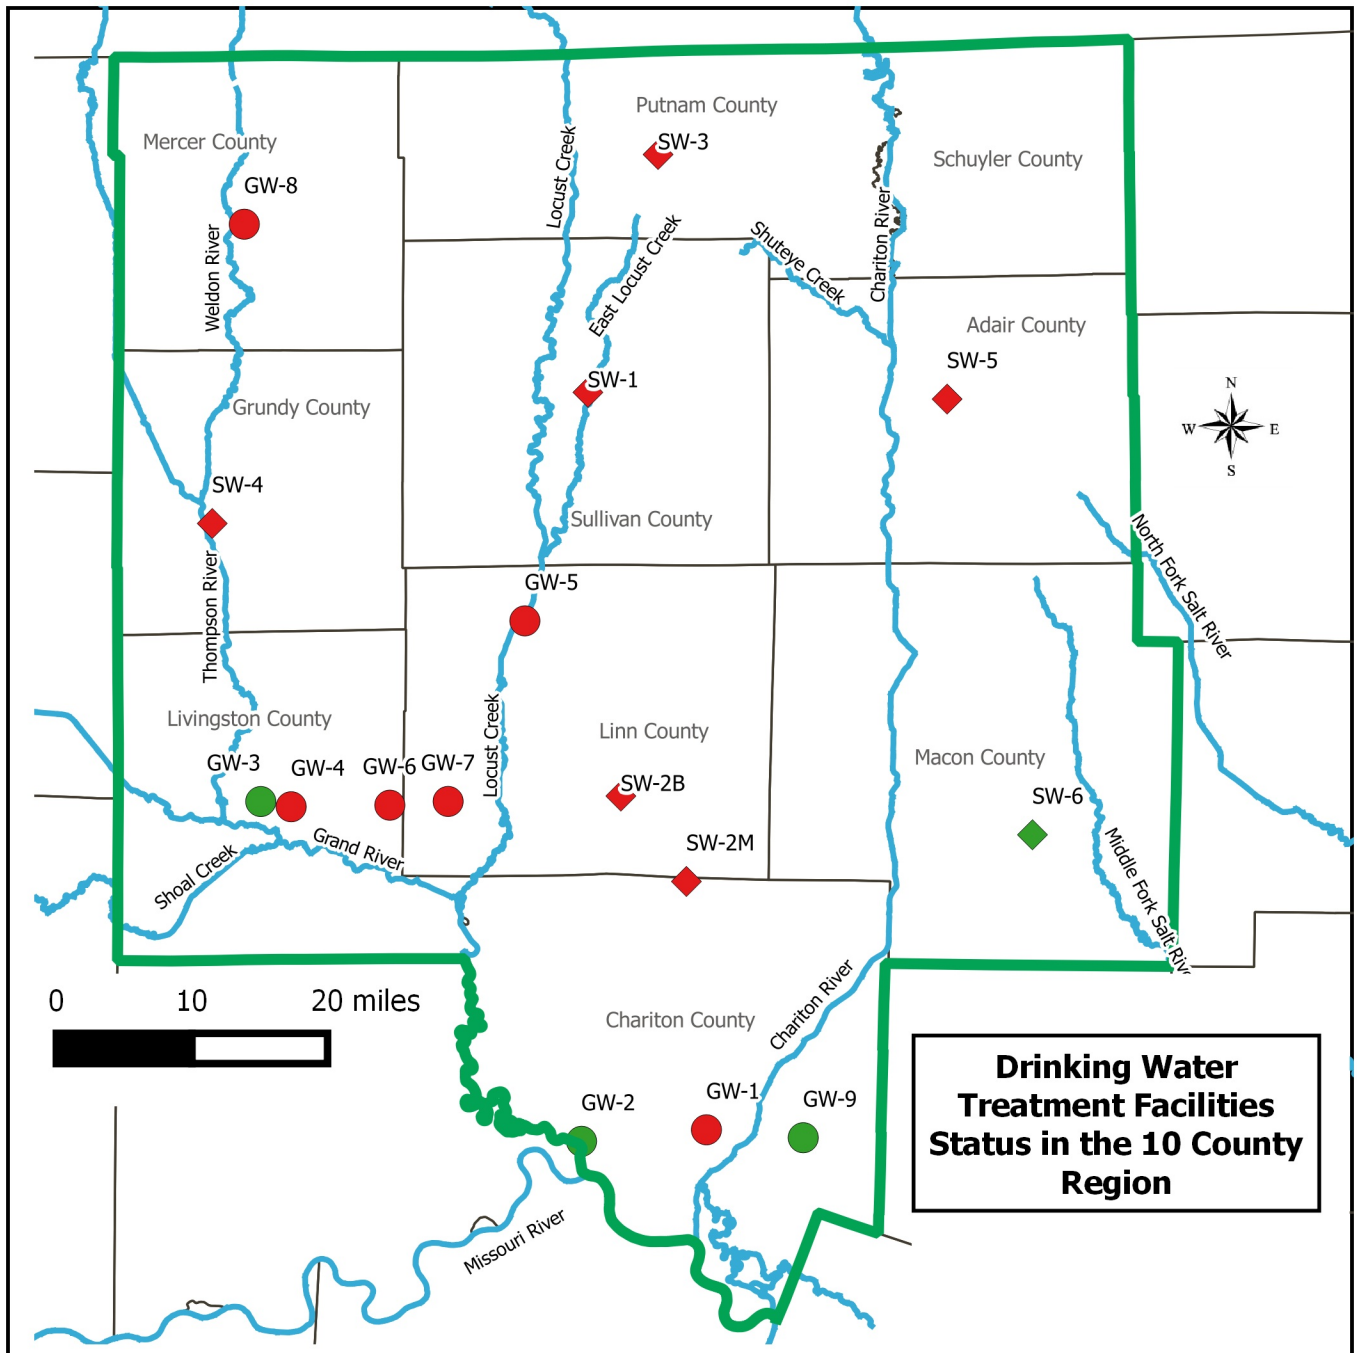 Putnam County
SW-3
Mercer County
Schuyler County
GW-8
Locust Creek
Weldon River
East Locust Creek
Shuteye Creek
Chariton River
Adair County
SW-5
SW-1
Grundy County
N
W
E
S
SW-4
Sullivan County
North Fork Salt River
Thompson River
GW-5
Livingston County
Locust Creek
Linn County
Macon County
GW-3
GW-4
GW-6
GW-7
SW-2B
SW-6
SW-2M
Grand River
Shoal Creek
Middle Fork Salt Rive
0 10 20 miles
Chariton County
Chariton River
GW-2
GW-1
GW-9
Missouri River
Drinking Water
Treatment Facilities
Status in the 10 County
Region